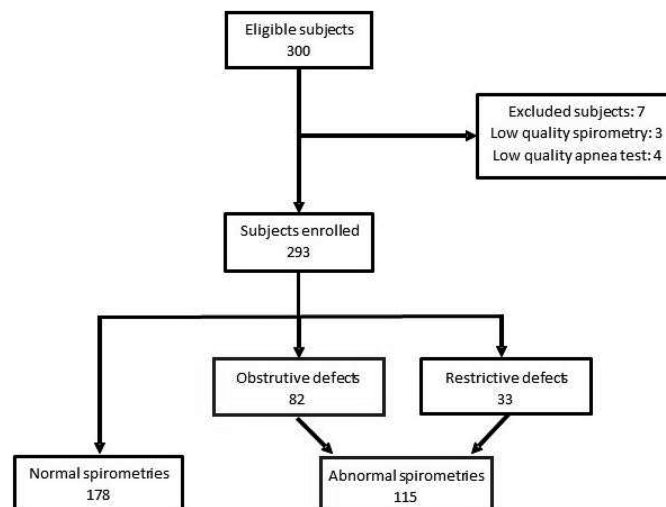 Eligible subjects
300
Excluded subjects: 7
Low quality spirometry: 3
Low quality apnea test: 4
Subjects enrolled
293
Obstrutive defects
82
Restrictive defects
33
Normal spirometries
178
Abnormal spirometries
115